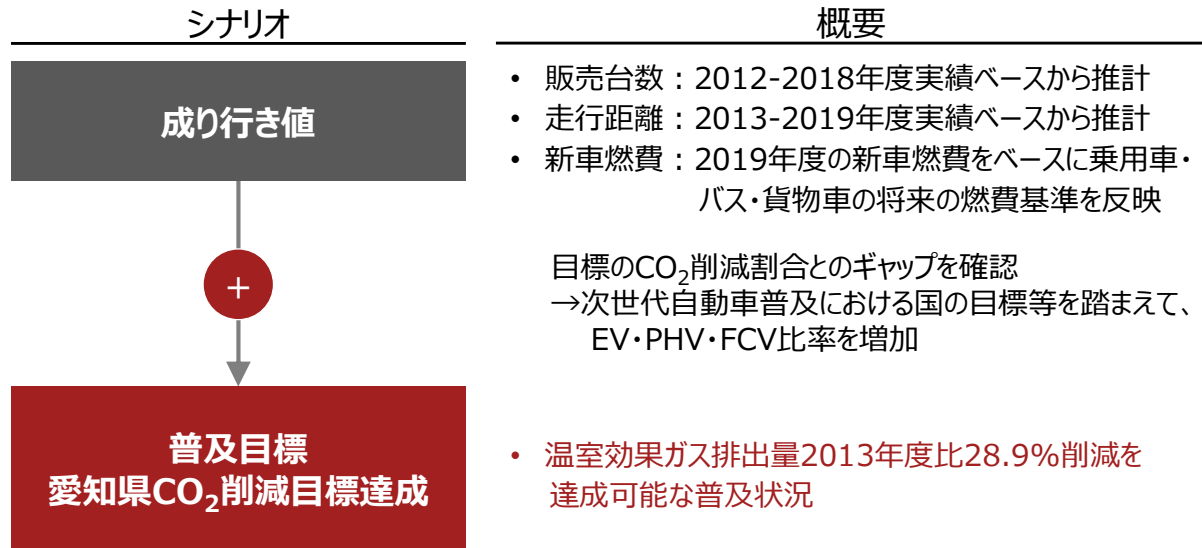 シナリオ
概要
成り行き値
• 販売台数：2012-2018年度実績ベースから推計
• 走行距離：2013-2019年度実績ベースから推計
• 新車燃費：2019年度の新車燃費をベースに乗用車・
バス・貨物車の将来の燃費基準を反映
+
目標のCO₂削減割合とのギャップを確認
→次世代自動車普及における国の目標等を踏まえて、
EV・PHV・FCV比率を増加
普及目標
愛知県CO₂削減目標達成
• 温室効果ガス排出量2013年度比28.9%削減を
達成可能な普及状況